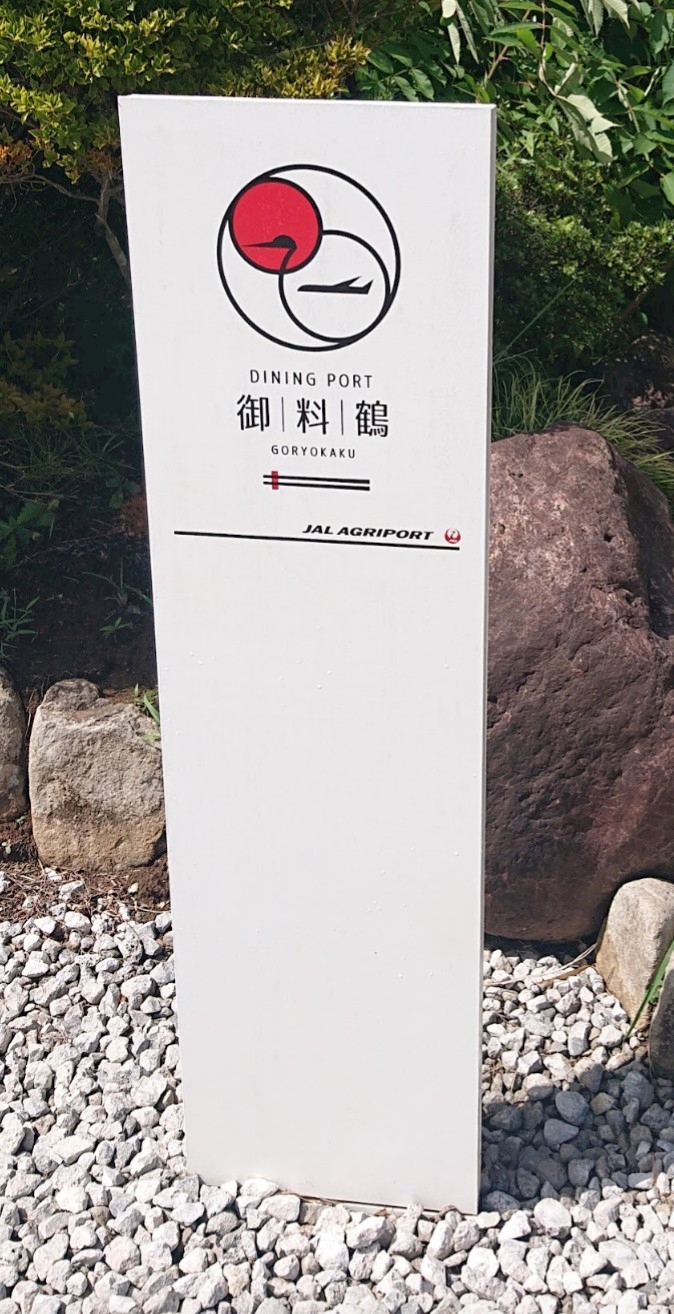 DINING PORT
御|料|鶴
GORYOKAKU
JAL AGRIPORT